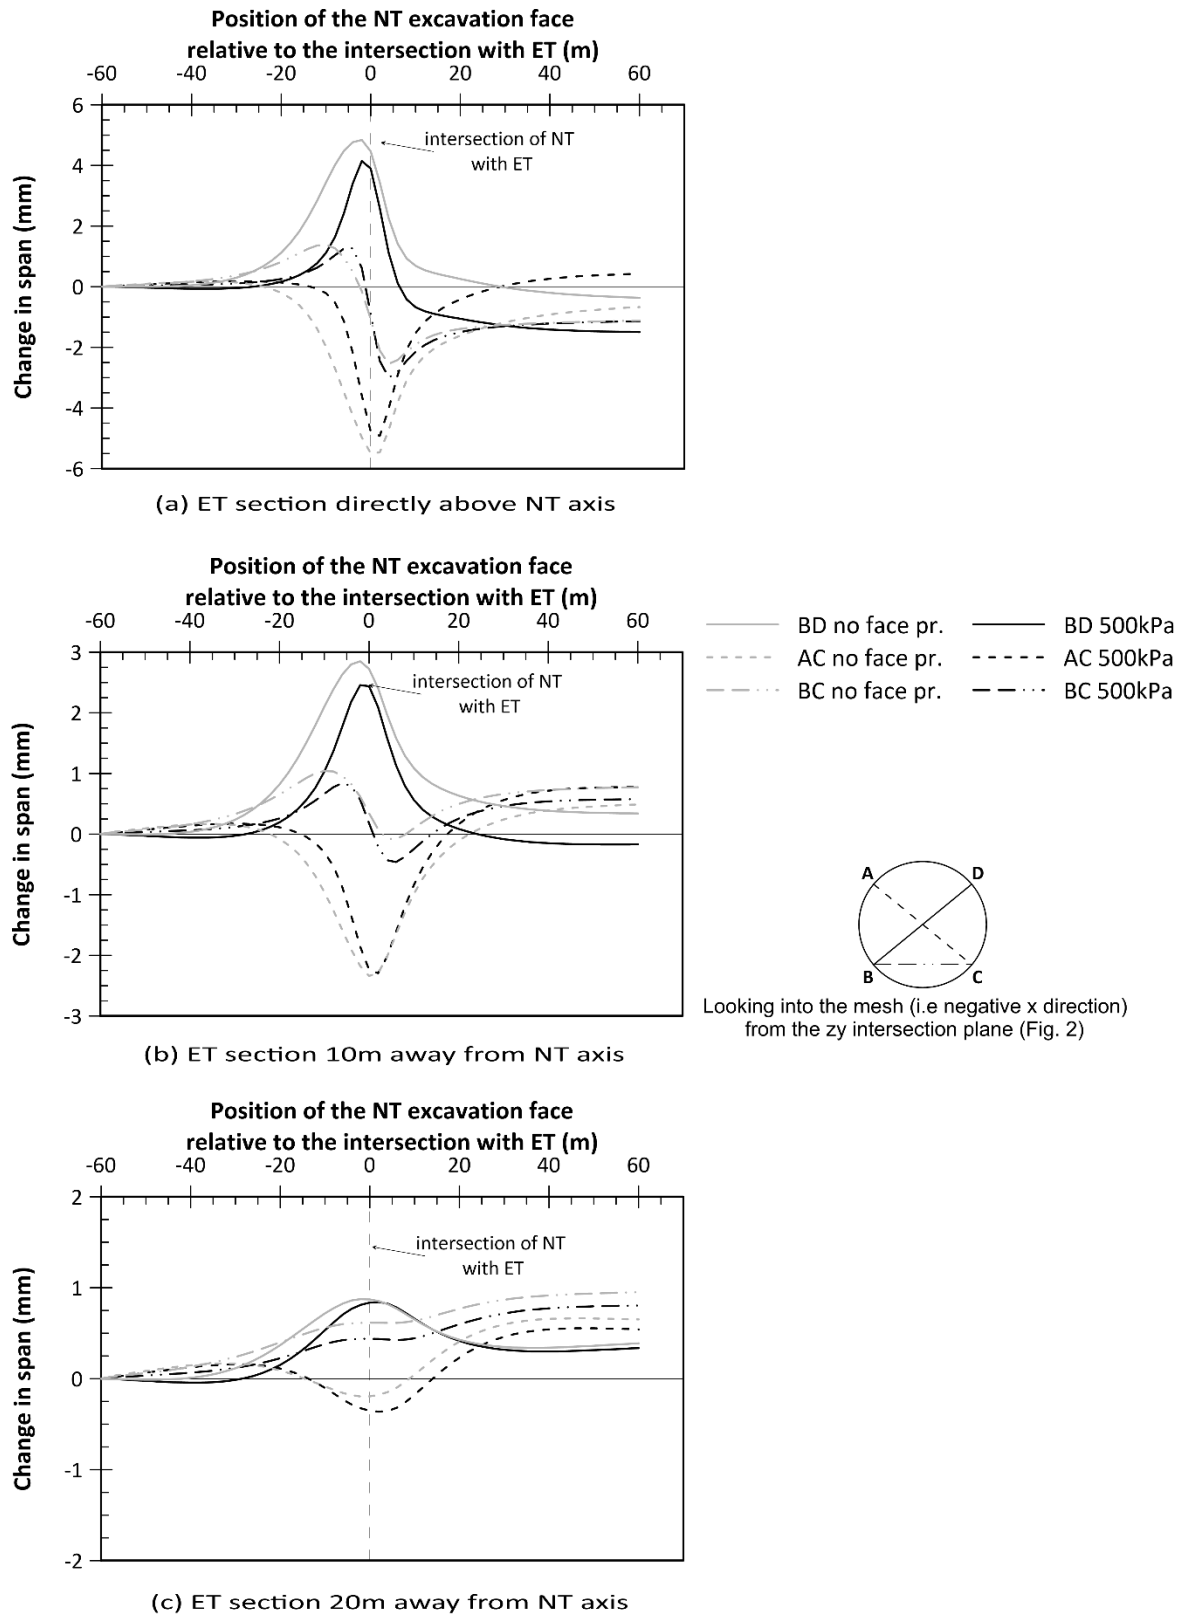 Position of the NT excavation face
relative to the intersection with ET (m)
-60 -40 -20 0 20 40 60
6
4
2
0
-2
-4
-6
Change in span (mm)
intersection of NT
with ET
(a) ET section directly above NT axis
Position of the NT excavation face
relative to the intersection with ET (m)
-60 -40 -20 0 20 40 60
3
2
1
0
-1
-2
-3
Change in span (mm)
intersection of NT
with ET
(b) ET section 10m away from NT axis
BD no face pr. BD 500kPa
AC no face pr. AC 500kPa
BC no face pr. BC 500kPa
A D
B C
Looking into the mesh (i.e negative x direction)
from the zy intersection plane (Fig. 2)
Position of the NT excavation face
relative to the intersection with ET (m)
-60 -40 -20 0 20 40 60
2
1
0
-1
-2
Change in span (mm)
intersection of NT
with ET
(c) ET section 20m away from NT axis